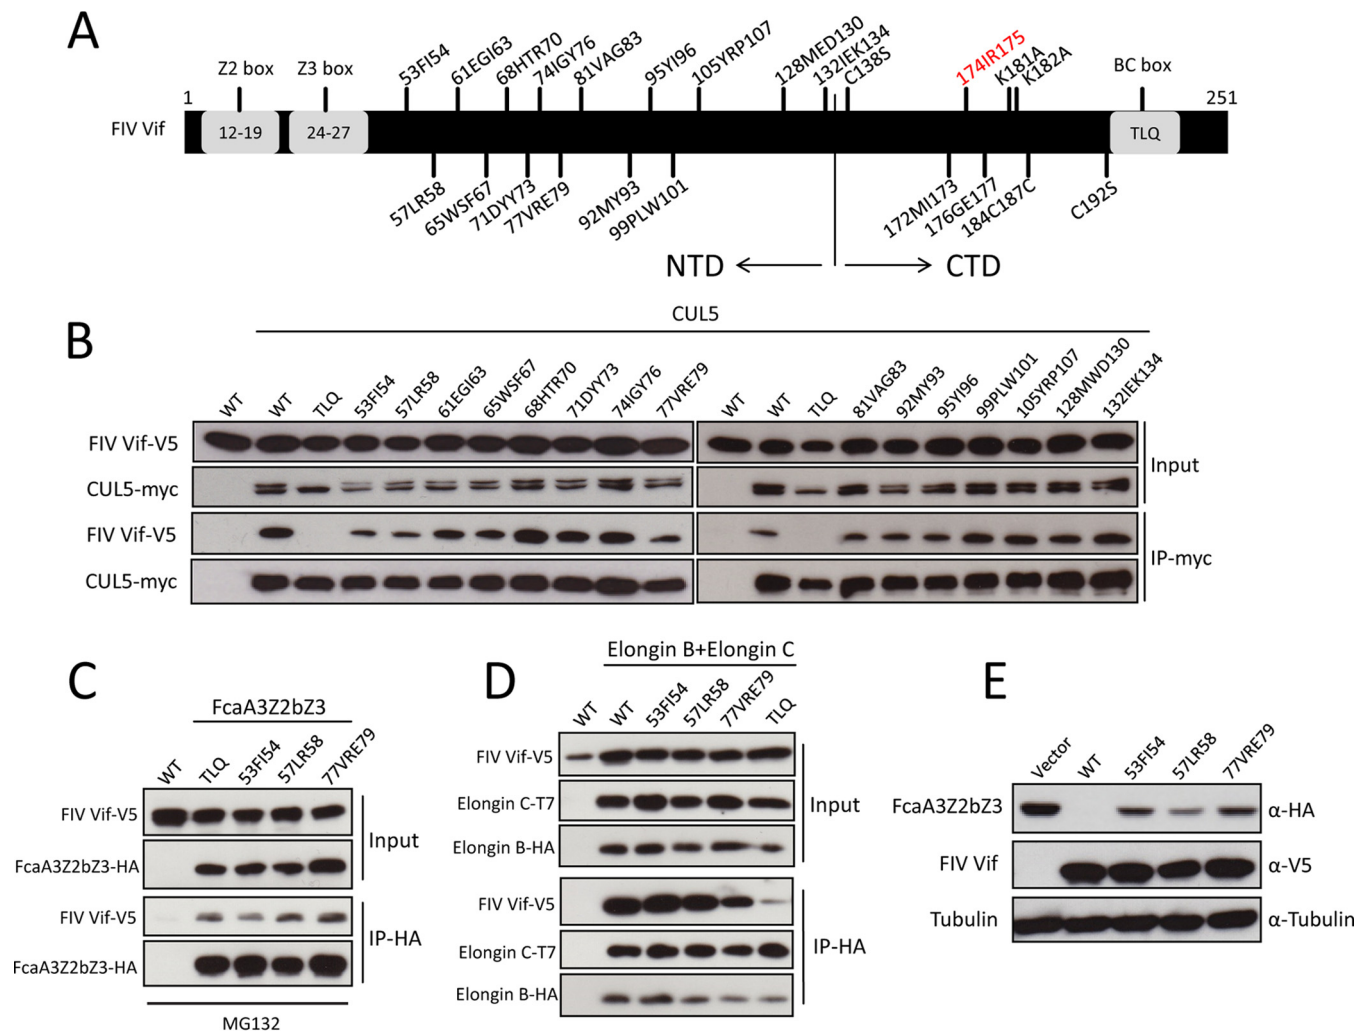 A
53FI54 61EGI63 68HTR70 74IGY76 81VAG83 95YI96 105YRP107 128MED130 132IEK134 C138S 174IR175 K181A K182A
Z2 box Z3 box BC box
1 251
FIV Vif 12-19 24-27 TLQ
57LR58 65WSF67 71DYY73 77VRE79 92MY93 99PLW101 172MI173 176GE177 184C187C C192S
NTD CTD
B
CUL5
WT WT TLQ 53FI54 57LR58 61EGI63 65WSF67 68HTR70 71DYY73 74IGY76 77VRE79 WT WT TLQ 81VAG83 92MY93 95YI96 99PLW101 105YRP107 128MWD130 132IEK134
FIV Vif-V5
CUL5-myc
Input
FIV Vif-V5
CUL5-myc
IP-myc
C
FcaA3Z2bZ3
WT TLQ 53FI54 57LR58 77VRE79
FIV Vif-V5
FcaA3Z2bZ3-HA
Input
FIV Vif-V5
FcaA3Z2bZ3-HA
IP-HA
MG132
D
Elongin B+Elongin C
WT WT 53FI54 57LR58 77VRE79 TLQ
FIV Vif-V5
Elongin C-T7
Elongin B-HA
Input
FIV Vif-V5
Elongin C-T7
Elongin B-HA
IP-HA
E
Vector WT 53FI54 57LR58 77VRE79
FcaA3Z2bZ3 α-HA
FIV Vif α-V5
Tubulin α-Tubulin